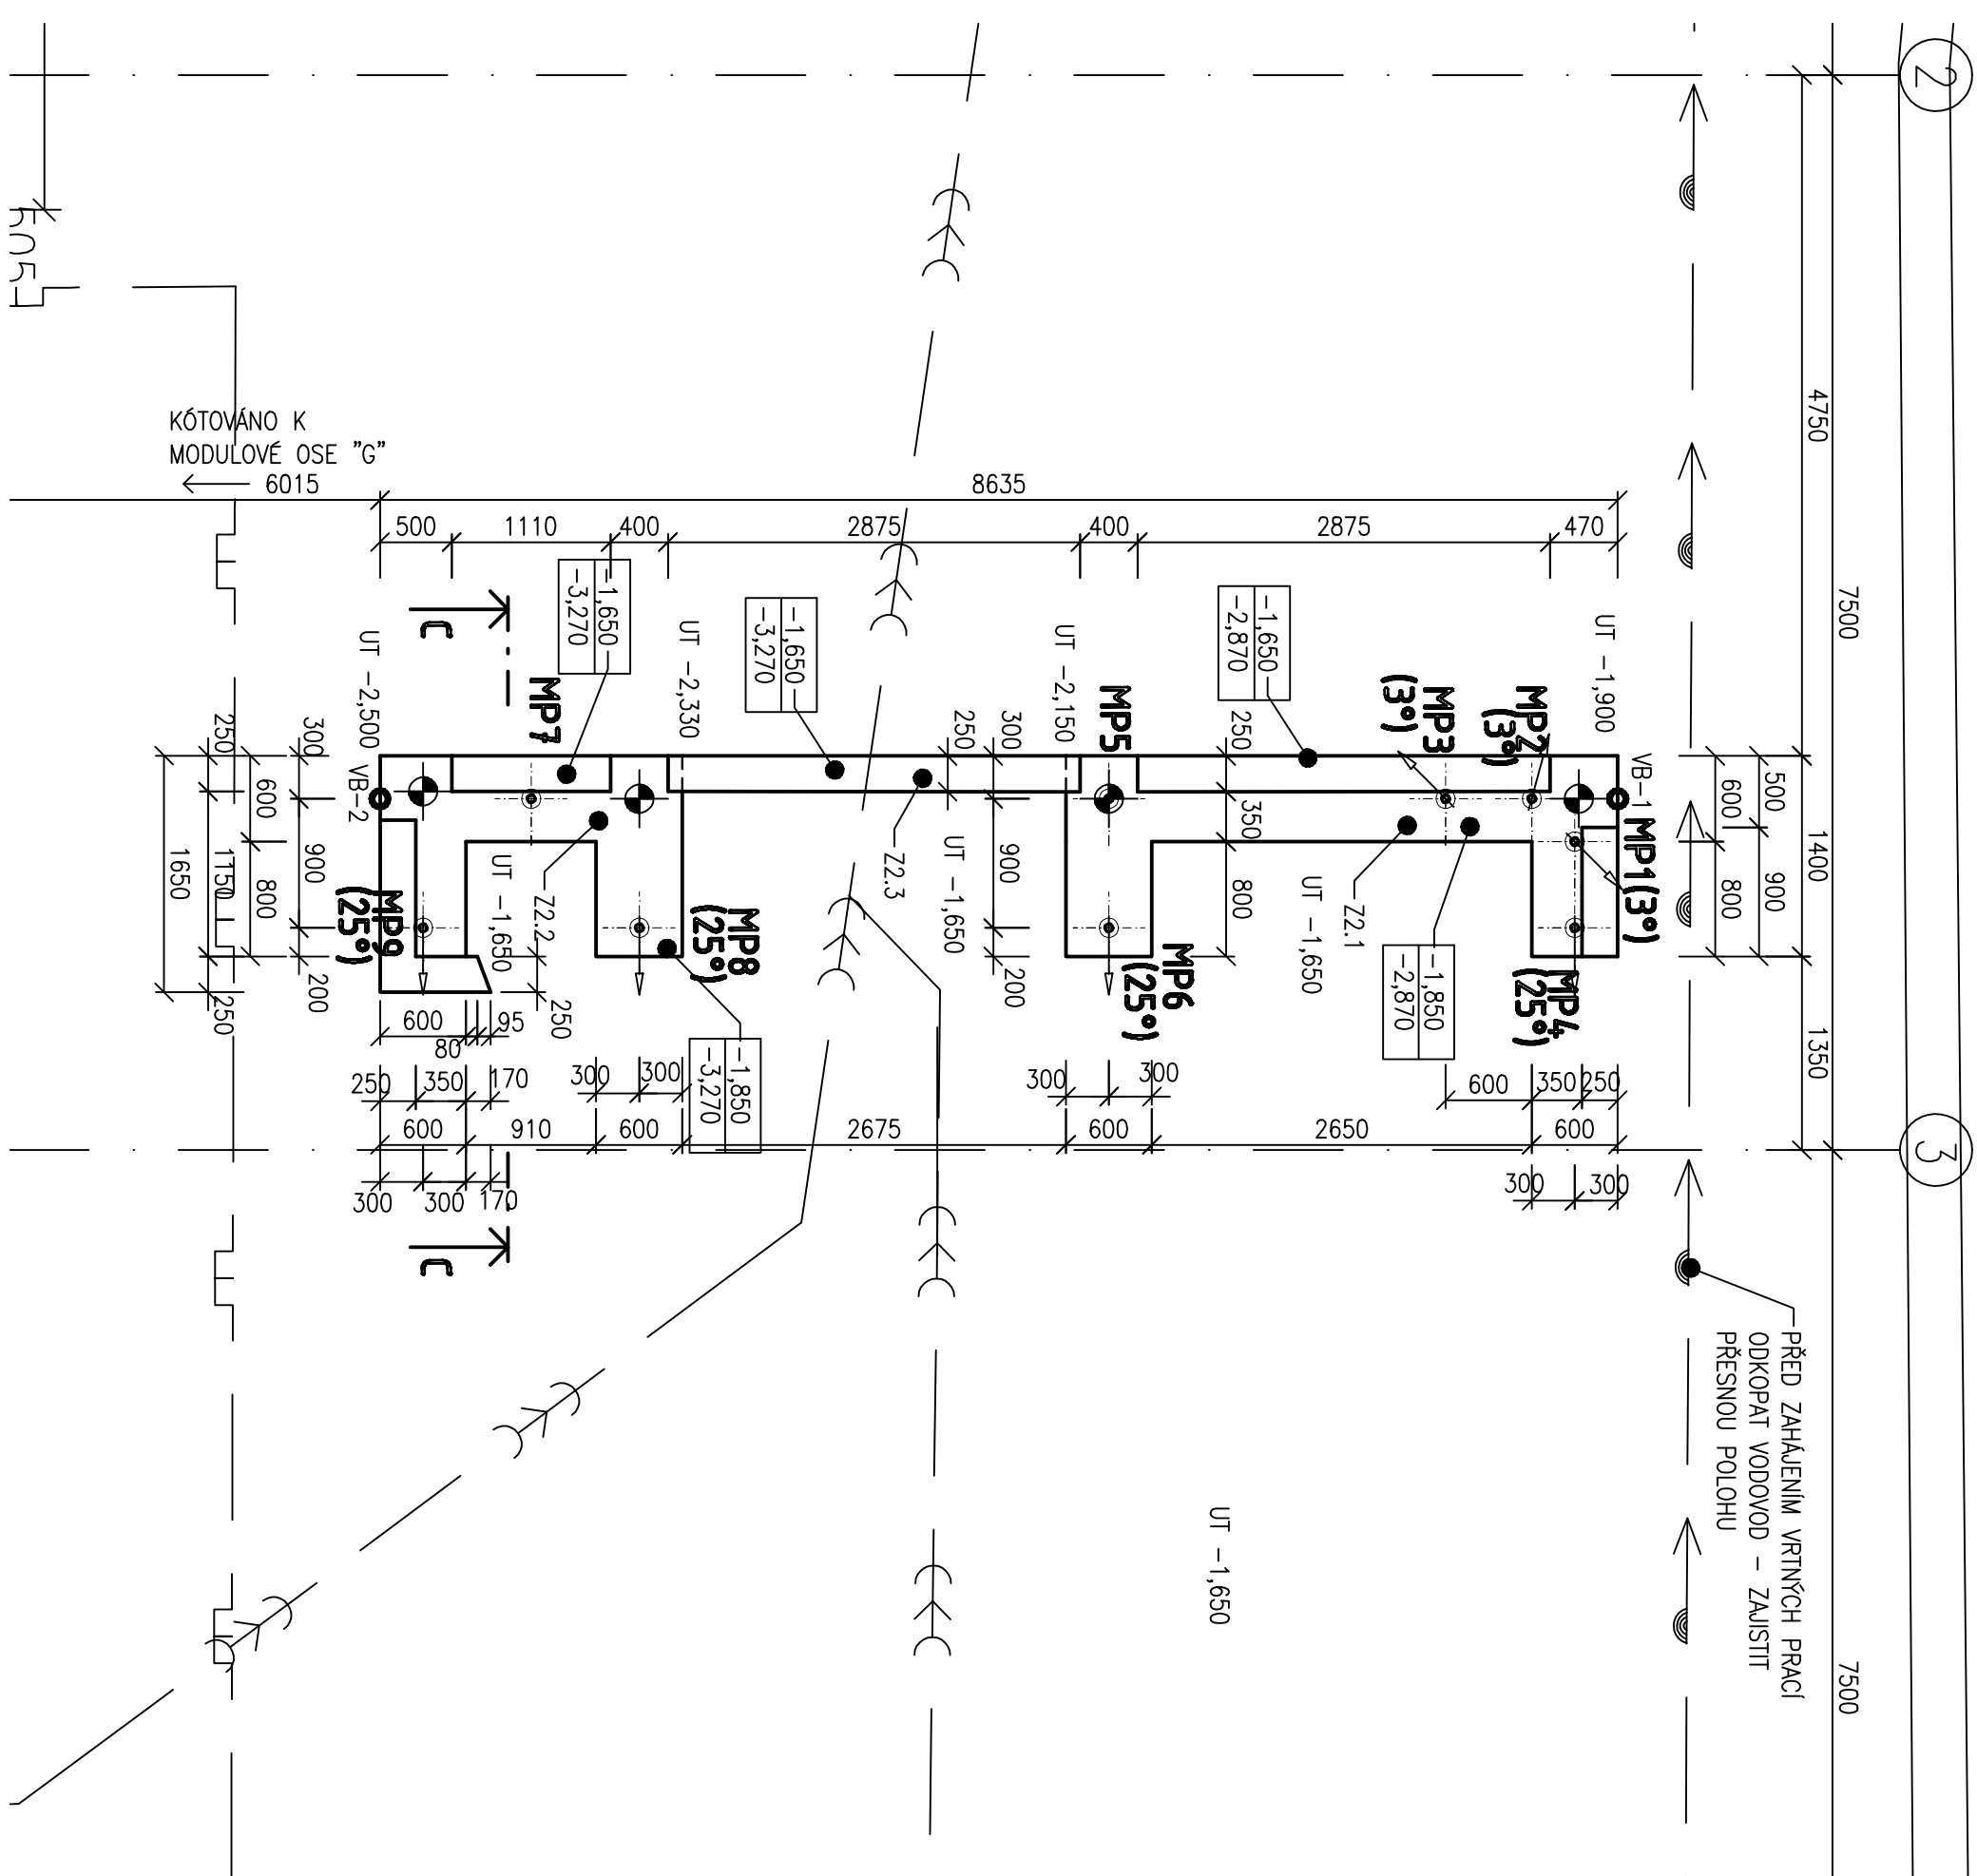 2
3
4750
7500
1400
1350
7500
500
900
600
800
KÓTOVÁNO K
MODULOVÉ OSE "G"
6015
8635
500
1110
400
2875
400
2875
470
-1,650
-3,270
-1,650
-3,270
-1,650
-2,870
UT -2,500
UT -2,330
UT -2,150
UT -1,900
C
MP7
MP5
MP3
(3°)
MP2
(3°)
VB-1
MP1(3°)
VB-2
250
300
250
300
250
600
900
1150
1650
800
200
250
350
800
900
200
Z2.2
Z2.3
Z2.1
UT -1,650
UT -1,650
UT -1,650
MP9
(25°)
MP8
(25°)
MP6
(25°)
MP4
(25°)
-1,850
-2,870
-1,850
-3,270
600
80
95
250
250
350
170
300
300
300
300
600
350
250
600
910
600
2675
600
2650
600
300
300
170
300
300
C
PŘED ZAHÁJENÍM VRTNÝCH PRACÍ
ODKOPAT VODOVOD - ZAJISTIT
PŘESNOU POLOHU
UT -1,650